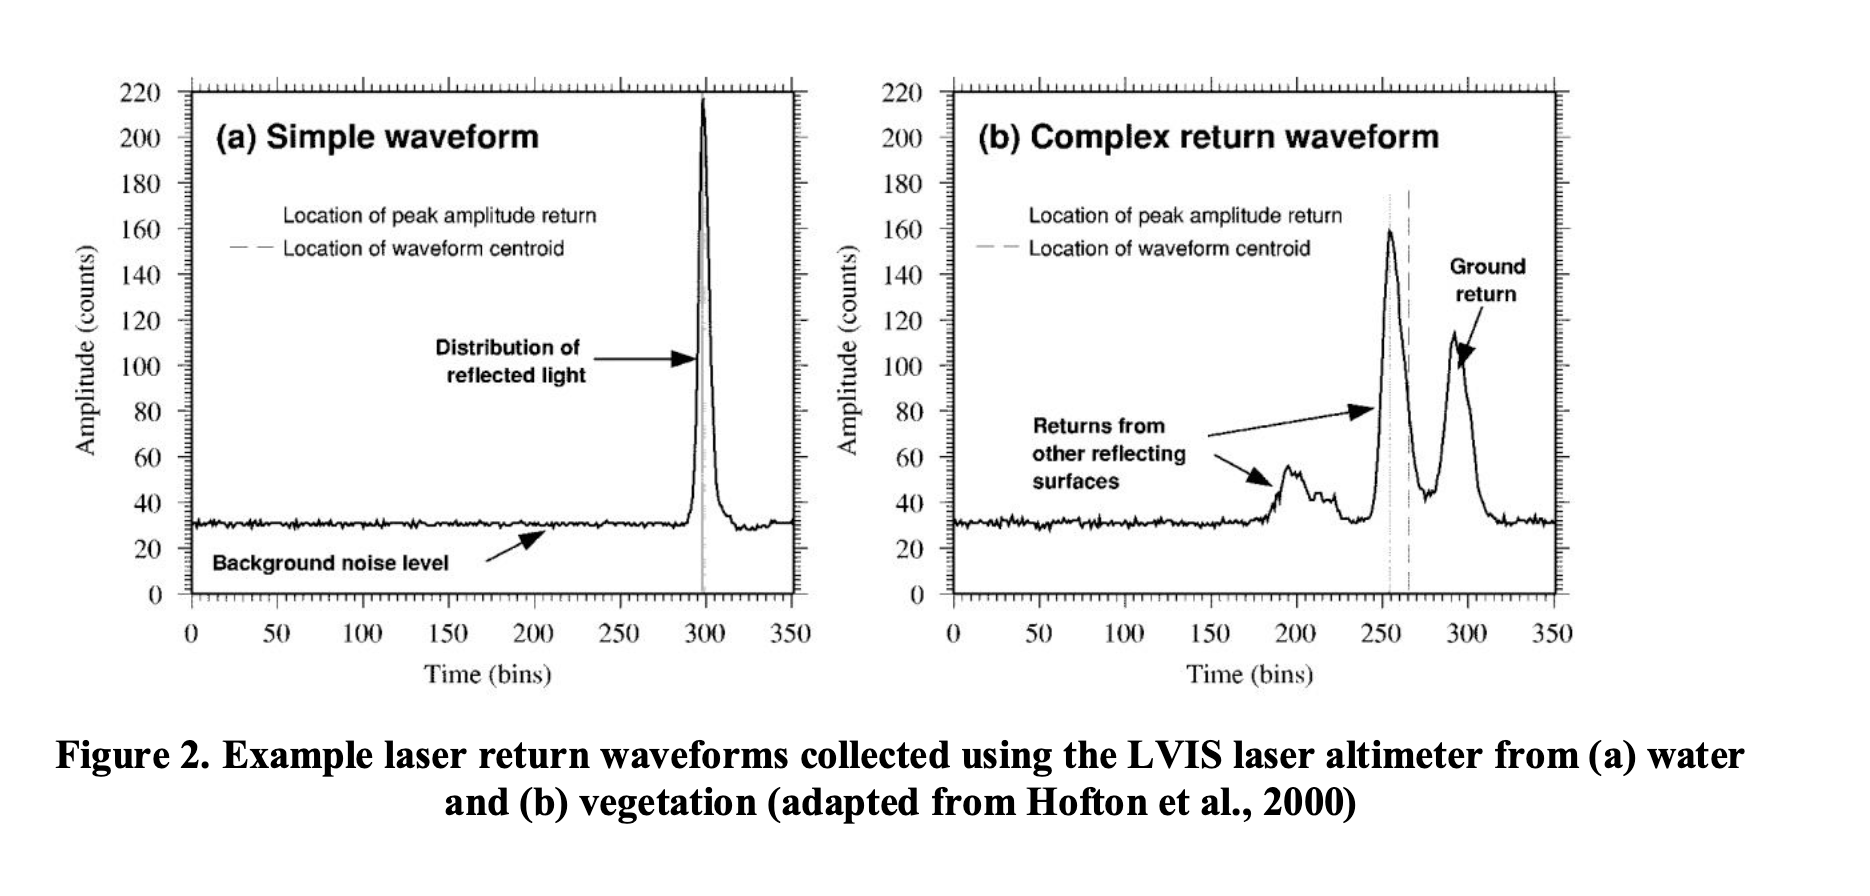 220
200
180
160
140
120
100
80
60
40
20
0
Amplitude (counts)
(a) Simple waveform
Location of peak amplitude return
Location of waveform centroid
Distribution of
reflected light
Background noise level
0 50 100 150 200 250 300 350
Time (bins)
220
200
180
160
140
120
100
80
60
40
20
0
Amplitude (counts)
(b) Complex return waveform
Location of peak amplitude return
Location of waveform centroid
Ground
return
Returns from
other reflecting
surfaces
0 50 100 150 200 250 300 350
Time (bins)
Figure 2. Example laser return waveforms collected using the LVIS laser altimeter from (a) water
and (b) vegetation (adapted from Hofton et al., 2000)